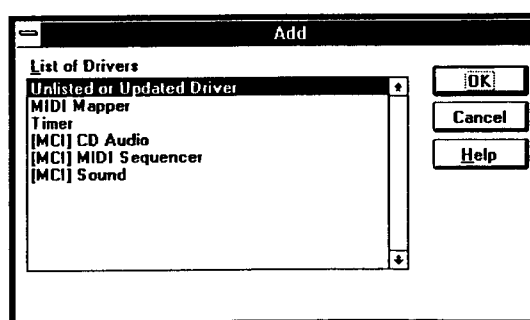 Add
List of Drivers
Unlisted or Updated Driver
MIDI Mapper
Timer
[MCI] CD Audio
[MCI] MIDI Sequencer
[MCI] Sound
OK
Cancel
Help